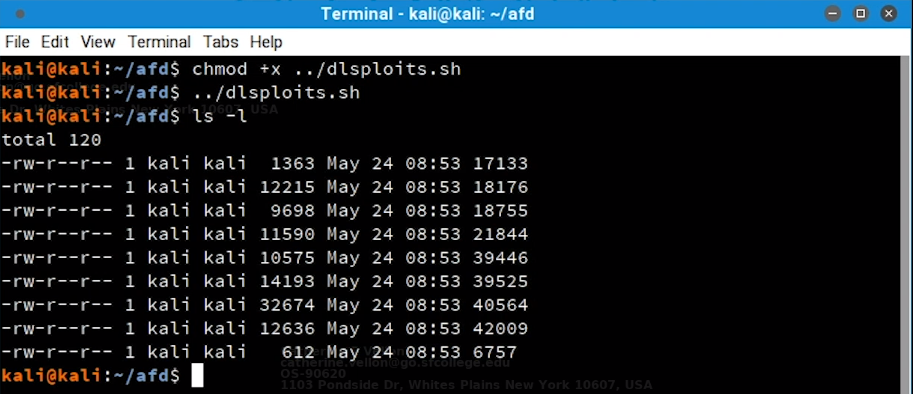 Terminal - kali@kali: ~/afd
File Edit View Terminal Tabs Help
kali@kali:~/afd$ chmod +x ../dlsploits.sh
kali@kali:~/afd$ ../dlsploits.sh
kali@kali:~/afd$ ls -l
total 120
-rw-r--r-- 1 kali kali 1363 May 24 08:53 17133
-rw-r--r-- 1 kali kali 12215 May 24 08:53 18176
-rw-r--r-- 1 kali kali 9698 May 24 08:53 18755
-rw-r--r-- 1 kali kali 11590 May 24 08:53 21844
-rw-r--r-- 1 kali kali 10575 May 24 08:53 39446
-rw-r--r-- 1 kali kali 14193 May 24 08:53 39525
-rw-r--r-- 1 kali kali 32674 May 24 08:53 40564
-rw-r--r-- 1 kali kali 12636 May 24 08:53 42009
-rw-r--r-- 1 kali kali 612 May 24 08:53 6757
catherine.vellon@go.sfcollege.edu
kali@kali:~/afd$
OS-90620
1103 Pondside Dr, Whites Plains New York 10607, USA